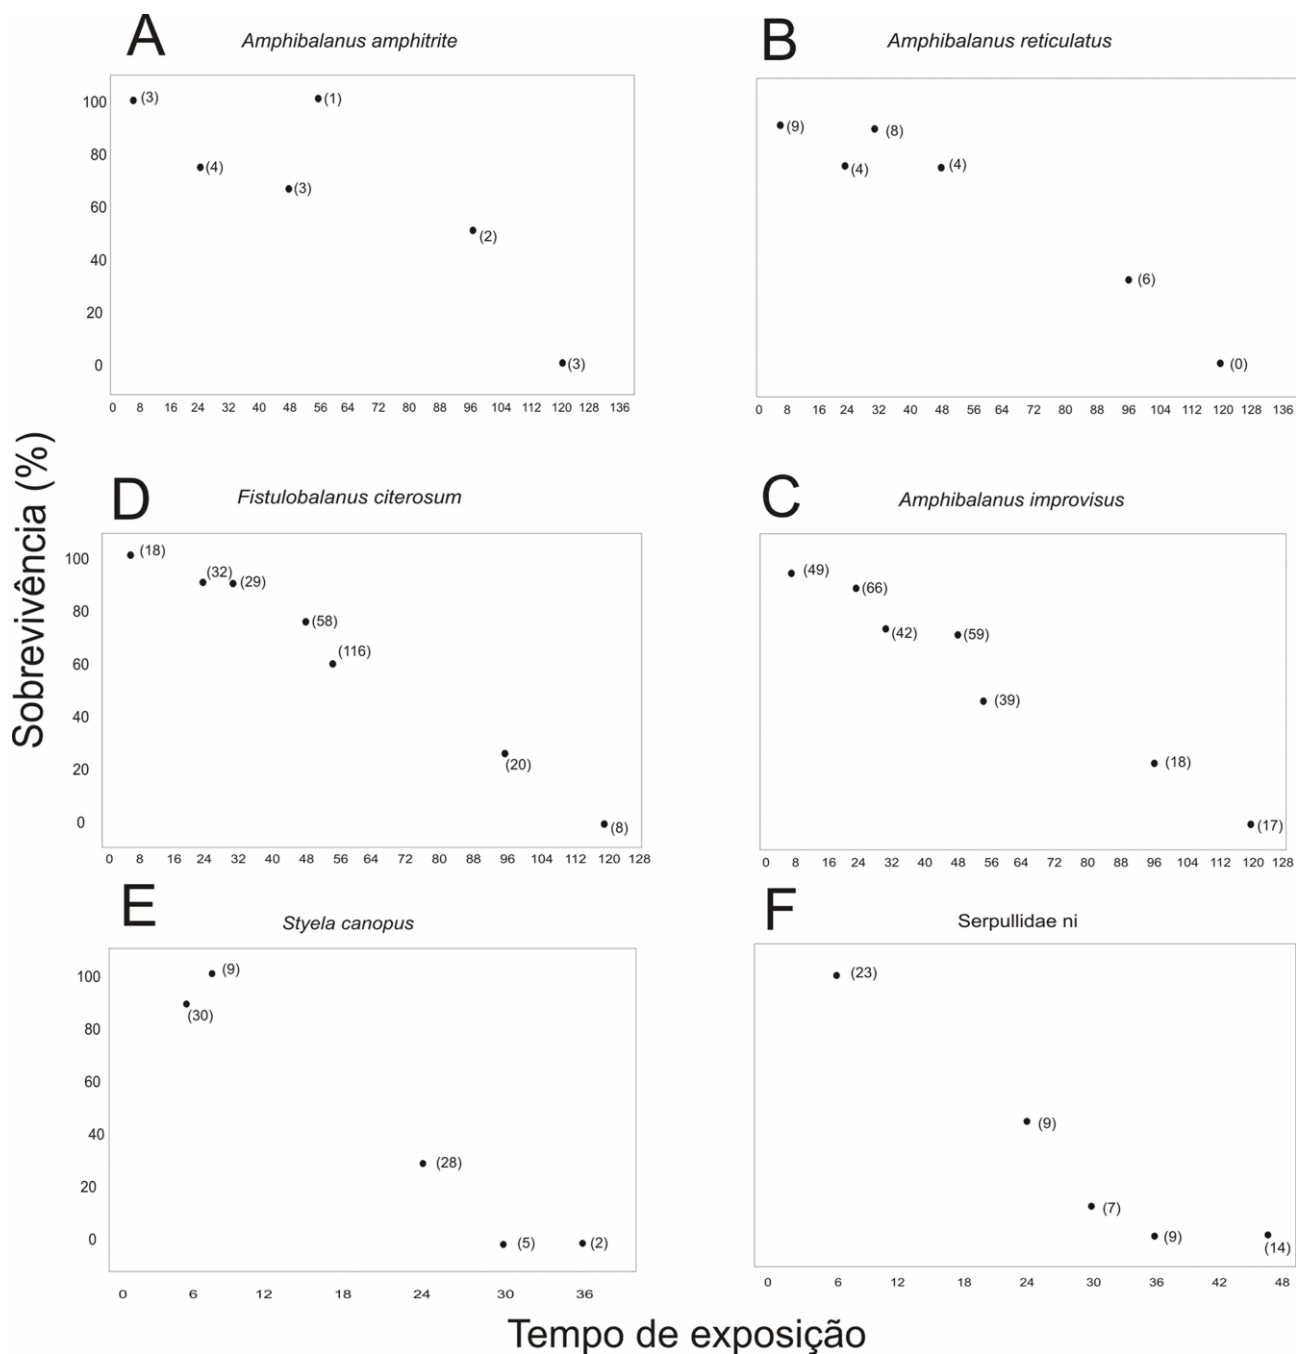 A
Amphibalanus amphitrite
100
80
60
40
20
0
(3)
(1)
(4)
(3)
(2)
(3)
0 8 16 24 32 40 48 56 64 72 80 88 96 104 112 120 128 136
B
Amphibalanus reticulatus
(9)
(8)
(4)
(4)
(6)
(0)
0 8 16 24 32 40 48 56 64 72 80 88 96 104 112 120 128 136
Sobrevivência (%)
D
Fistulobalanus citerosum
100
80
60
40
20
0
(18)
(32)
(29)
(58)
(116)
(20)
(8)
0 8 16 24 32 40 48 56 64 72 80 88 96 104 112 120 128
C
Amphibalanus improvisus
(49)
(66)
(42)
(59)
(39)
(18)
(17)
0 8 16 24 32 40 48 56 64 72 80 88 96 104 112 120 128
E
Styela canopus
100
80
60
40
20
0
(9)
(30)
(28)
(5)
(2)
0 6 12 18 24 30 36
F
Serpullidae ni
(23)
(9)
(7)
(9)
(14)
0 6 12 18 24 30 36 42 48
Tempo de exposição